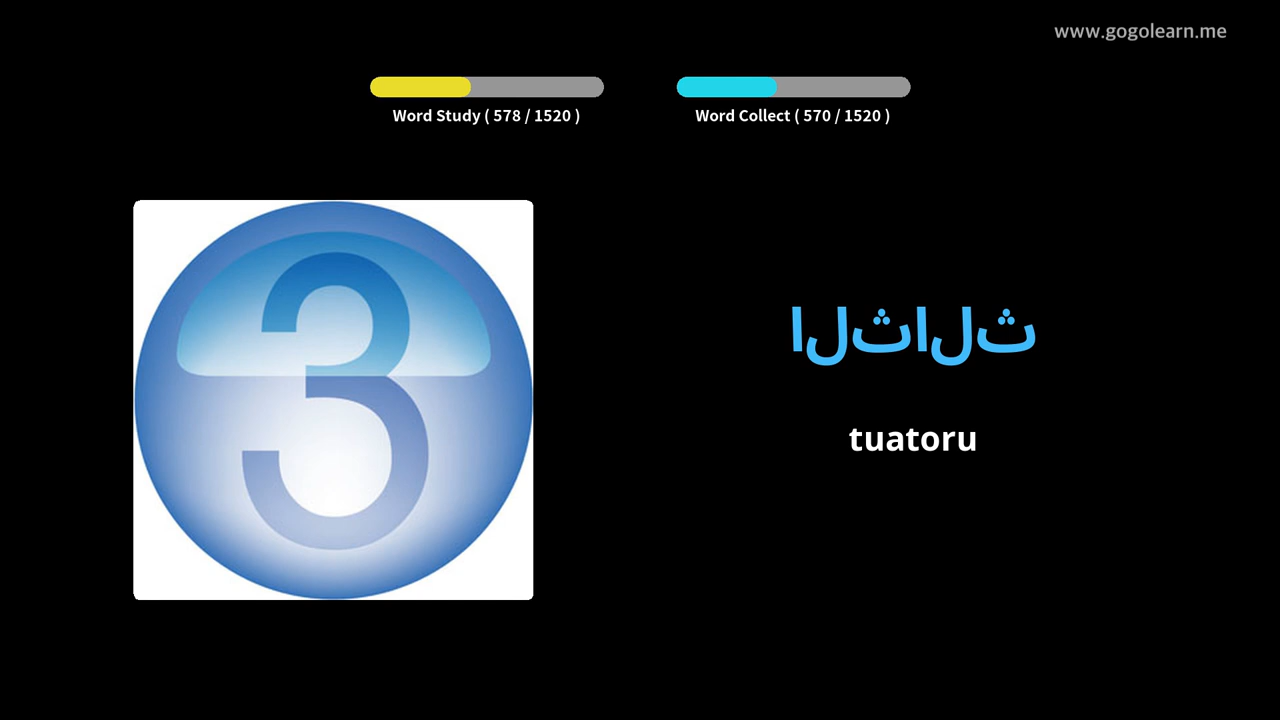 www.gogolearn.me
Word Study ( 578 / 1520 )
Word Collect ( 570 / 1520 )
3
الثالث
tuatoru